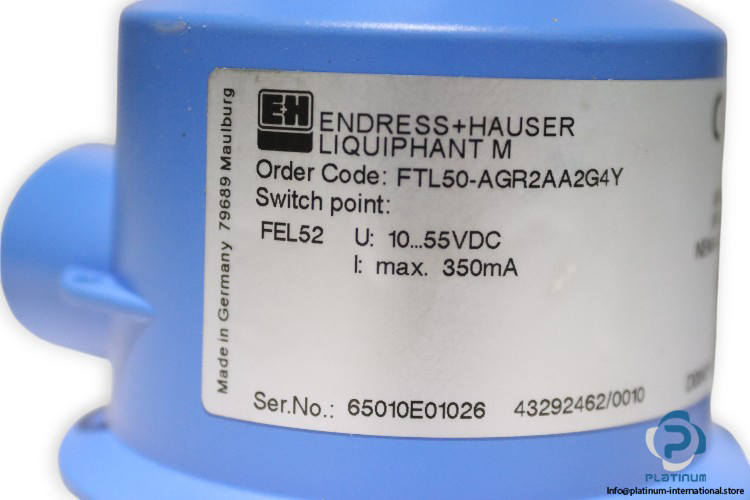 E+H
ENDRESS+HAUSER
LIQUIPHANT M
Order Code: FTL50-AGR2AA2G4Y
Switch point:
FEL52 U: 10...55VDC
I: max. 350mA
Ser.No.: 65010E01026 43292462/0010
Made in Germany 79689 Maulburg
PLATINUM
info@platinum-international.store